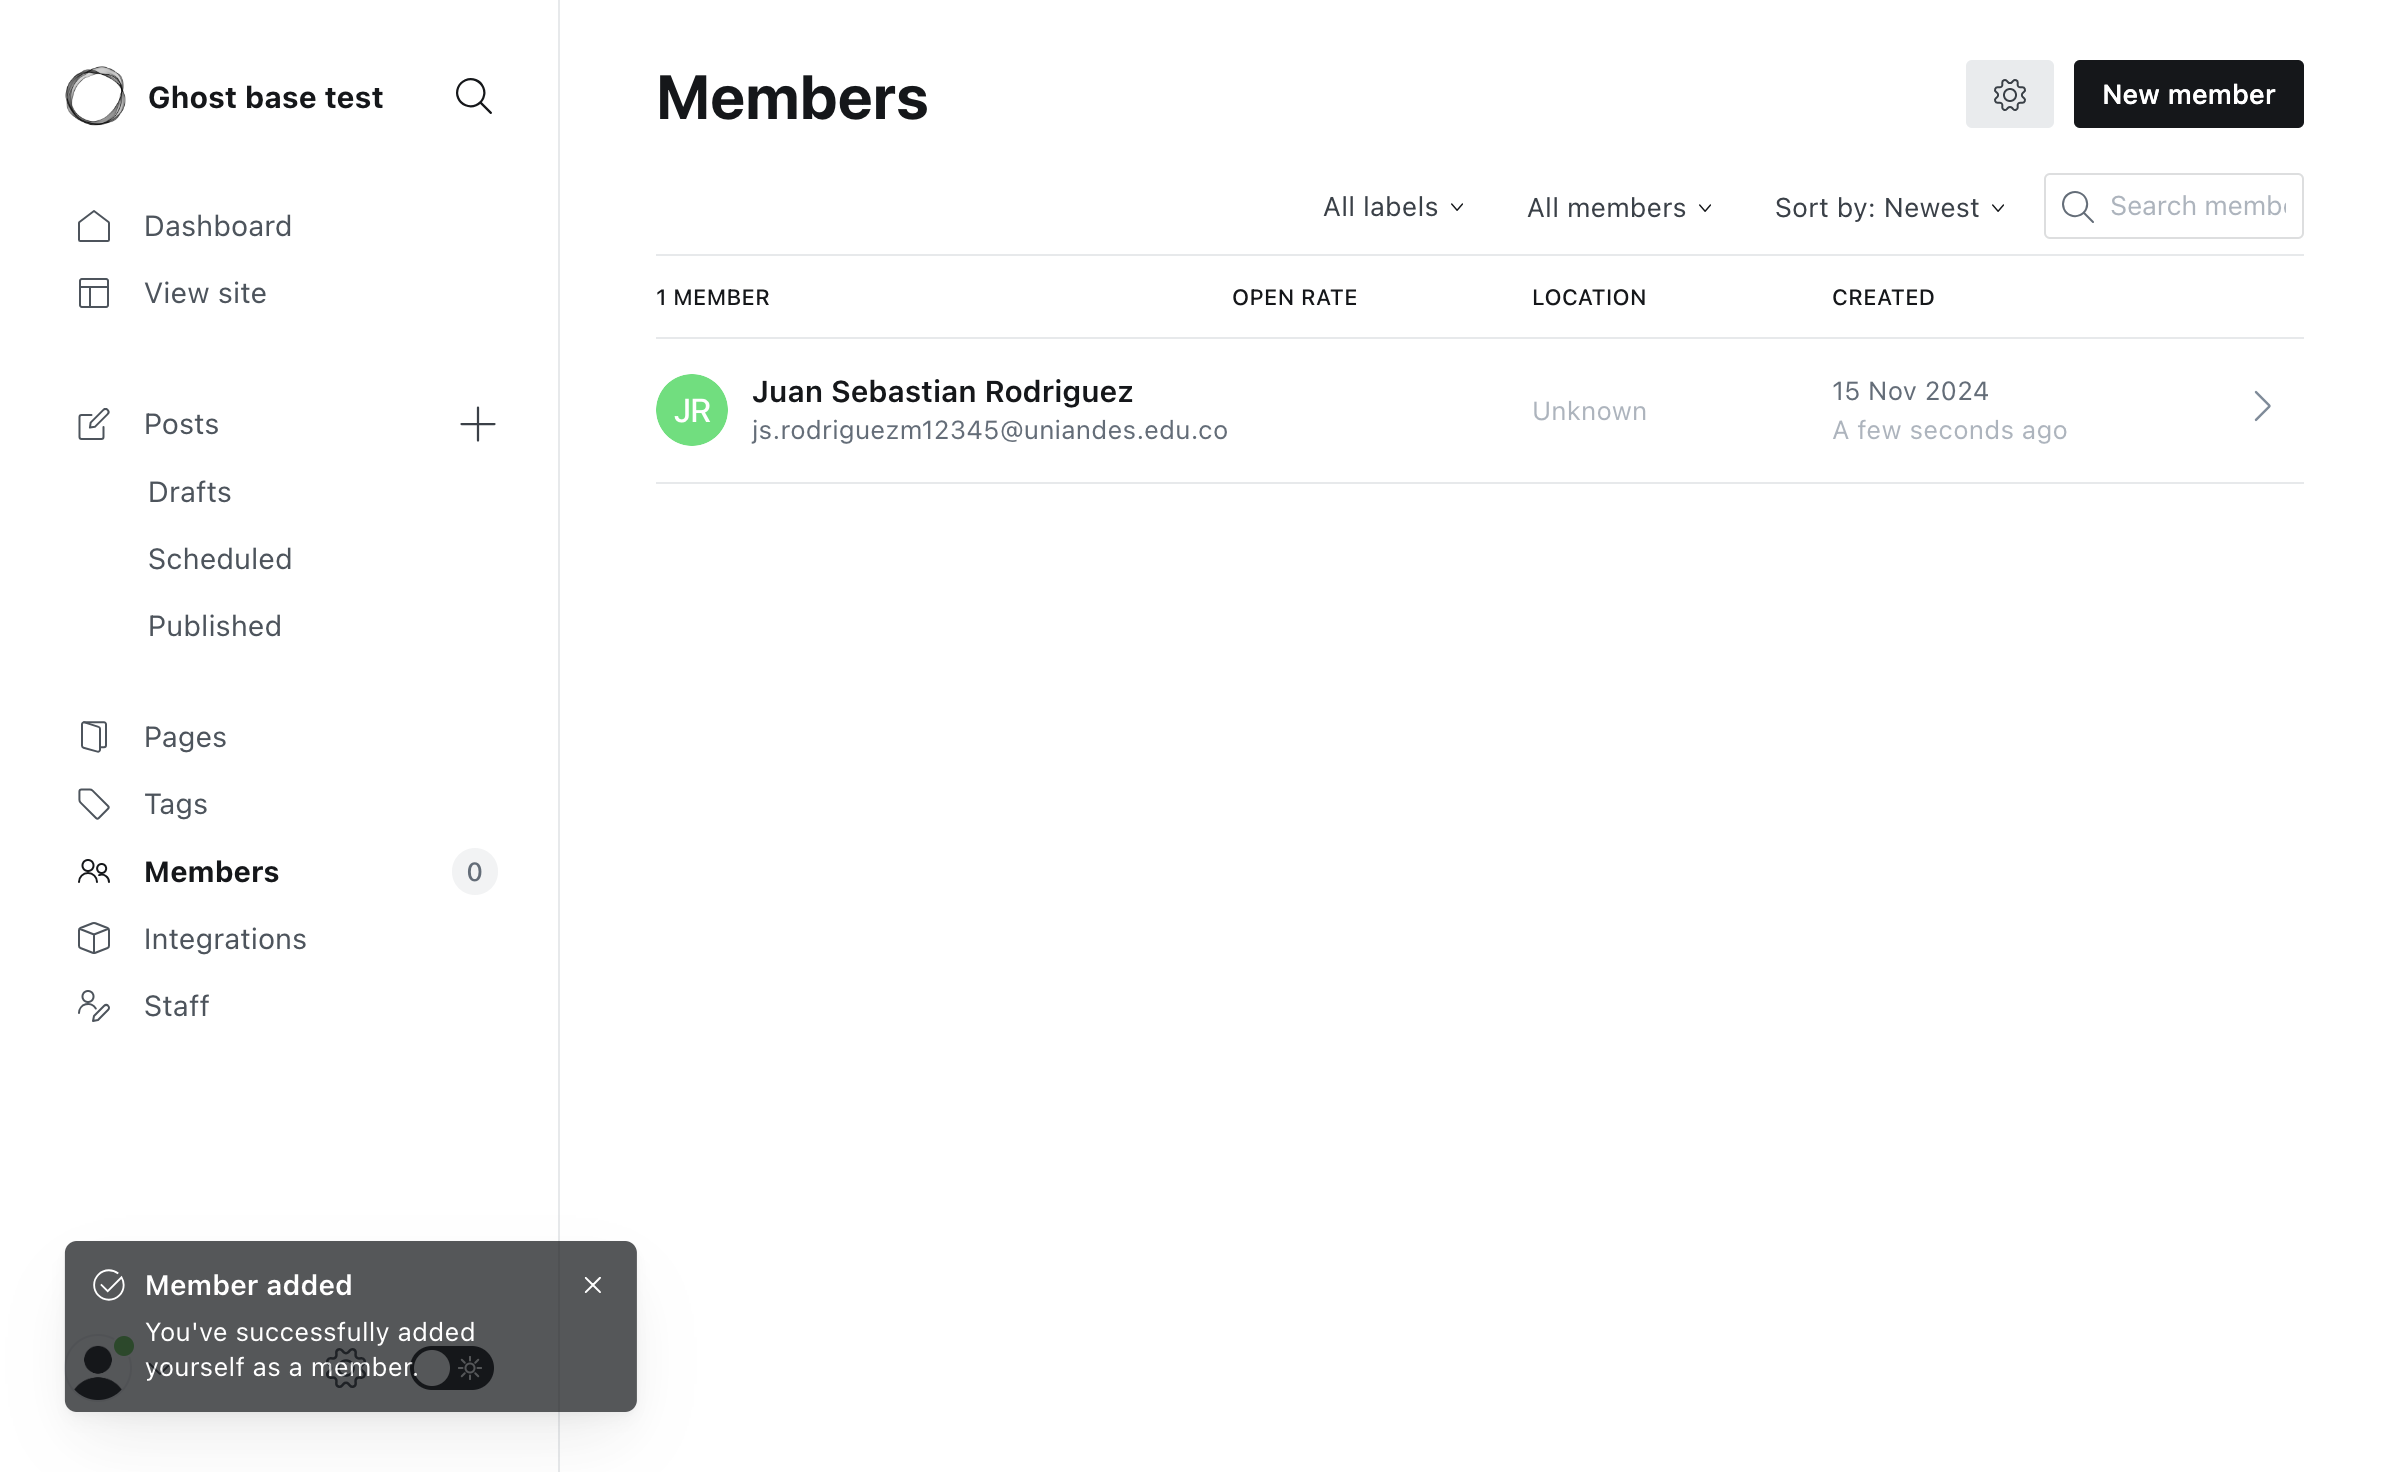 Ghost base test
Dashboard
View site
Posts
Drafts
Scheduled
Published
Pages
Tags
Members
0
Integrations
Staff
Member added
You've successfully added
yourself as a member.
Members
New member
All labels
All members
Sort by: Newest
Search membe
1 MEMBER
OPEN RATE
LOCATION
CREATED
JR
Juan Sebastian Rodriguez
js.rodriguezm12345@uniandes.edu.co
Unknown
15 Nov 2024
A few seconds ago